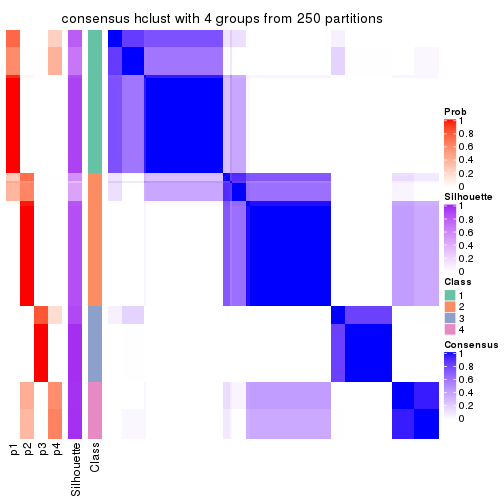 consensus hclust with 4 groups from 250 partitions
Prob
1
0.8
0.6
0.4
0.2
0
Silhouette
1
0.8
0.6
0.4
0.2
0
Class
1
2
3
4
Consensus
1
0.8
0.6
0.4
0.2
0
p1
p2
p3
p4
Silhouette
Class